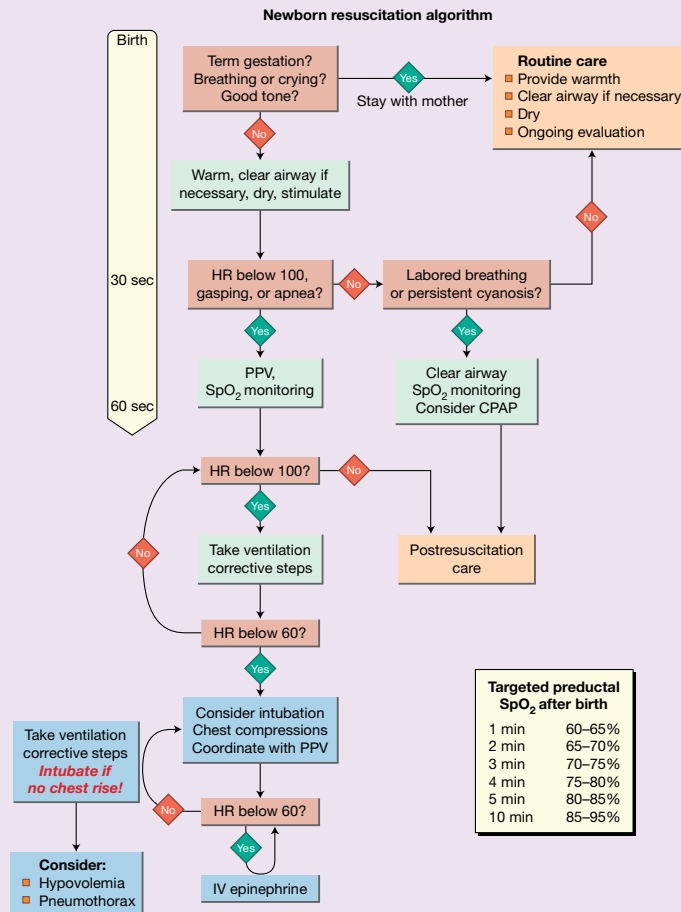 Newborn resuscitation algorithm
Birth
30 sec
60 sec
Term gestation?
Breathing or crying?
Good tone?
Yes
Stay with mother
Routine care
Provide warmth
Clear airway if necessary
Dry
Ongoing evaluation
No
Warm, clear airway if
necessary, dry, stimulate
No
HR below 100,
gasping, or apnea?
No
Labored breathing
or persistent cyanosis?
Yes
Yes
PPV,
SpO₂ monitoring
Clear airway
SpO₂ monitoring
Consider CPAP
HR below 100?
No
Yes
No
Take ventilation
corrective steps
Postresuscitation
care
HR below 60?
Yes
Consider intubation
Chest compressions
Coordinate with PPV
Take ventilation
corrective steps
Intubate if
no chest rise!
No
HR below 60?
Yes
IV epinephrine
Consider:
Hypovolemia
Pneumothorax
Targeted preductal
SpO₂ after birth
1 min 60–65%
2 min 65–70%
3 min 70–75%
4 min 75–80%
5 min 80–85%
10 min 85–95%